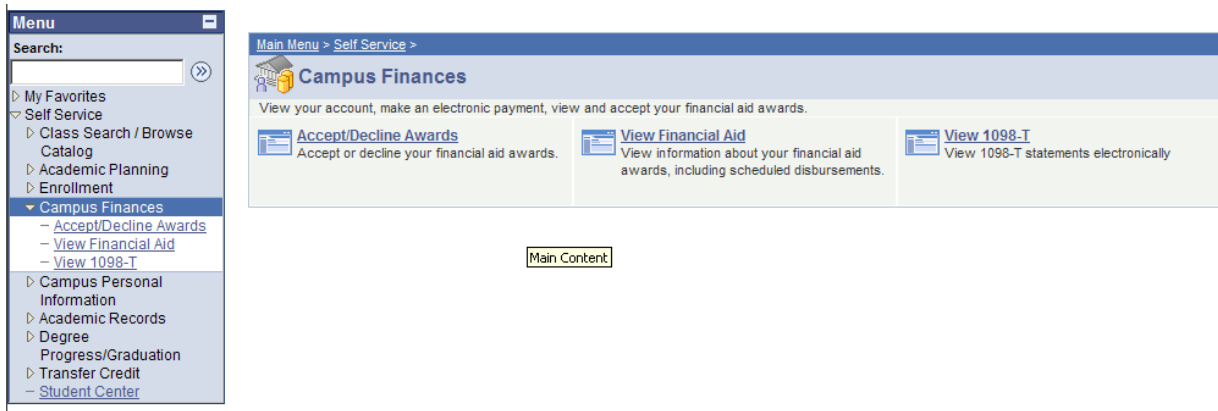 Menu
Search:
My Favorites
Self Service
Class Search / Browse
Catalog
Academic Planning
Enrollment
Campus Finances
Accept/Decline Awards
View Financial Aid
View 1098-T
Campus Personal
Information
Academic Records
Degree
Progress/Graduation
Transfer Credit
Student Center
Main Menu > Self Service >
Campus Finances
View your account, make an electronic payment, view and accept your financial aid awards.
Accept/Decline Awards
Accept or decline your financial aid awards.
View Financial Aid
View information about your financial aid
awards, including scheduled disbursements.
View 1098-T
View 1098-T statements electronically
Main Content